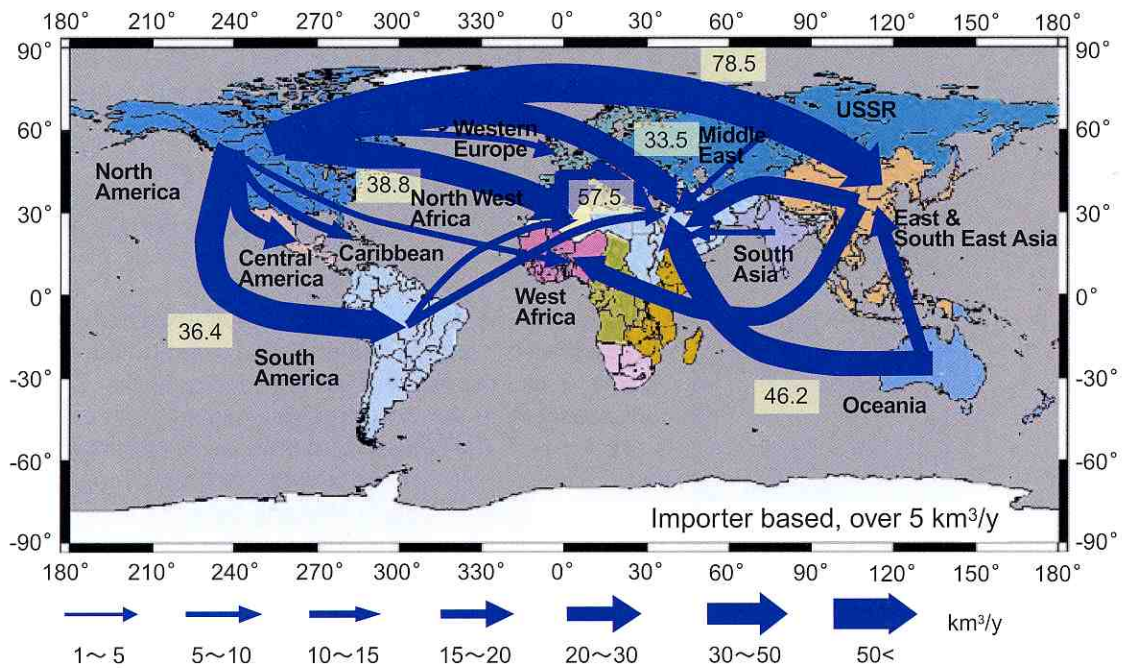 180° 210° 240° 270° 300° 330° 0° 30° 60° 90° 120° 150° 180°
90° 90°
78.5
USSR
60° 60°
Western
Europe
33.5
Middle
East
North
America
38.8
North West
Africa
57.5
30° 30°
East &
South East Asia
Central
America
Caribbean
South
Asia
0° 0°
West
Africa
36.4
South
America
-30° -30°
46.2
Oceania
-60° -60°
Importer based, over 5 km³/y
-90° -90°
180° 210° 240° 270° 300° 330° 0° 30° 60° 90° 120° 150° 180°
km³/y
1～5 5～10 10～15 15～20 20～30 30～50 50<